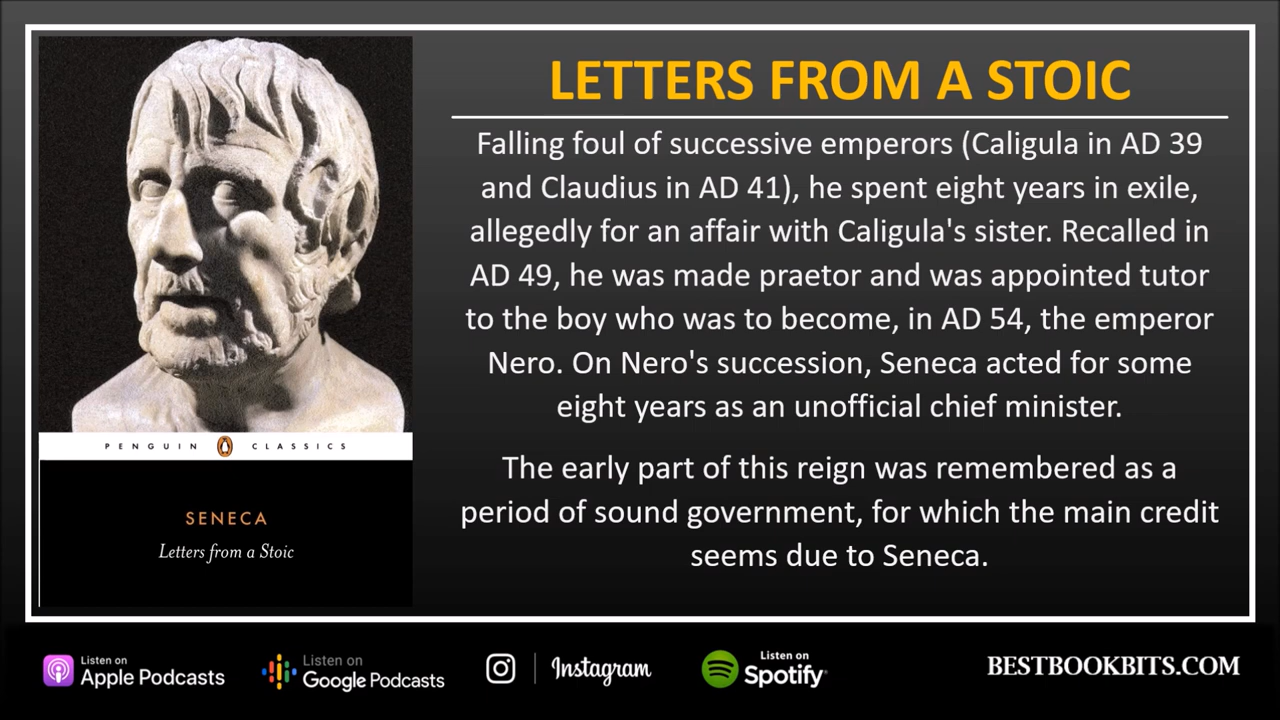 LETTERS FROM A STOIC
Falling foul of successive emperors (Caligula in AD 39
and Claudius in AD 41), he spent eight years in exile,
allegedly for an affair with Caligula's sister. Recalled in
AD 49, he was made praetor and was appointed tutor
to the boy who was to become, in AD 54, the emperor
Nero. On Nero's succession, Seneca acted for some
eight years as an unofficial chief minister.
The early part of this reign was remembered as a
period of sound government, for which the main credit
seems due to Seneca.
PENGUIN CLASSICS
SENECA
Letters from a Stoic
Listen on
Apple Podcasts
Listen on
Google Podcasts
Instagram
Listen on
Spotify
BESTBOOKBITS.COM